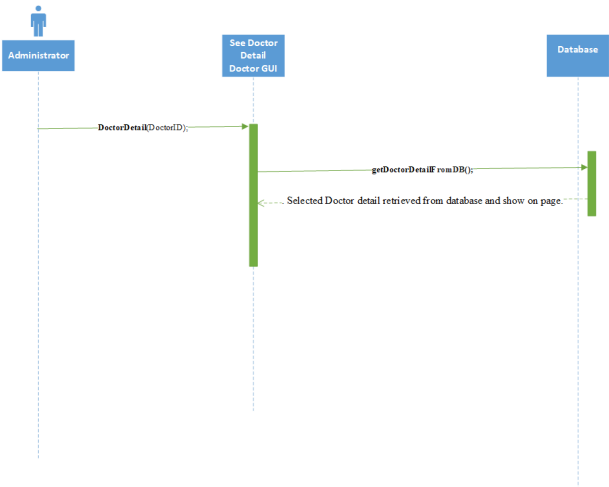 Administrator
See Doctor
Detail
Doctor GUI
Database
DoctorDetail(DoctorID);
getDoctorDetailFromDB();
Selected Doctor detail retrieved from database and show on page.